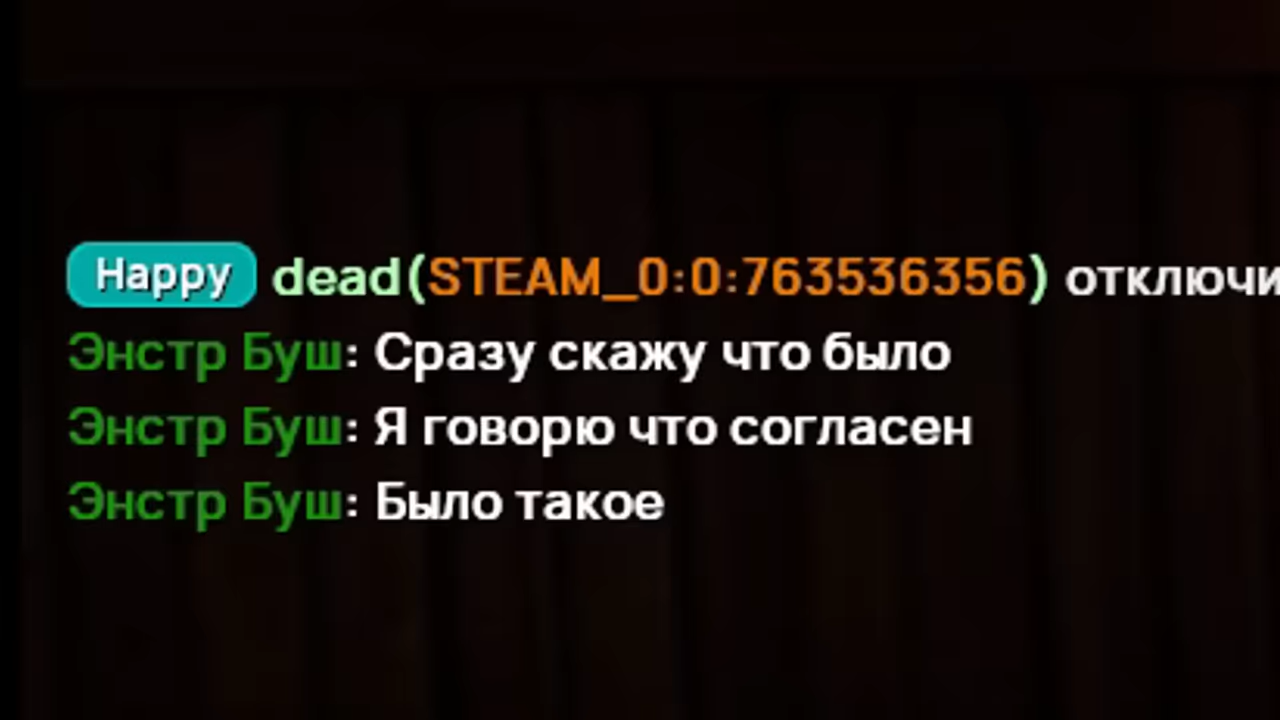 Happy dead(STEAM_0:0:763536356) отключи
Энстр Буш: Сразу скажу что было
Энстр Буш: Я говорю что согласен
Энстр Буш: Было такое